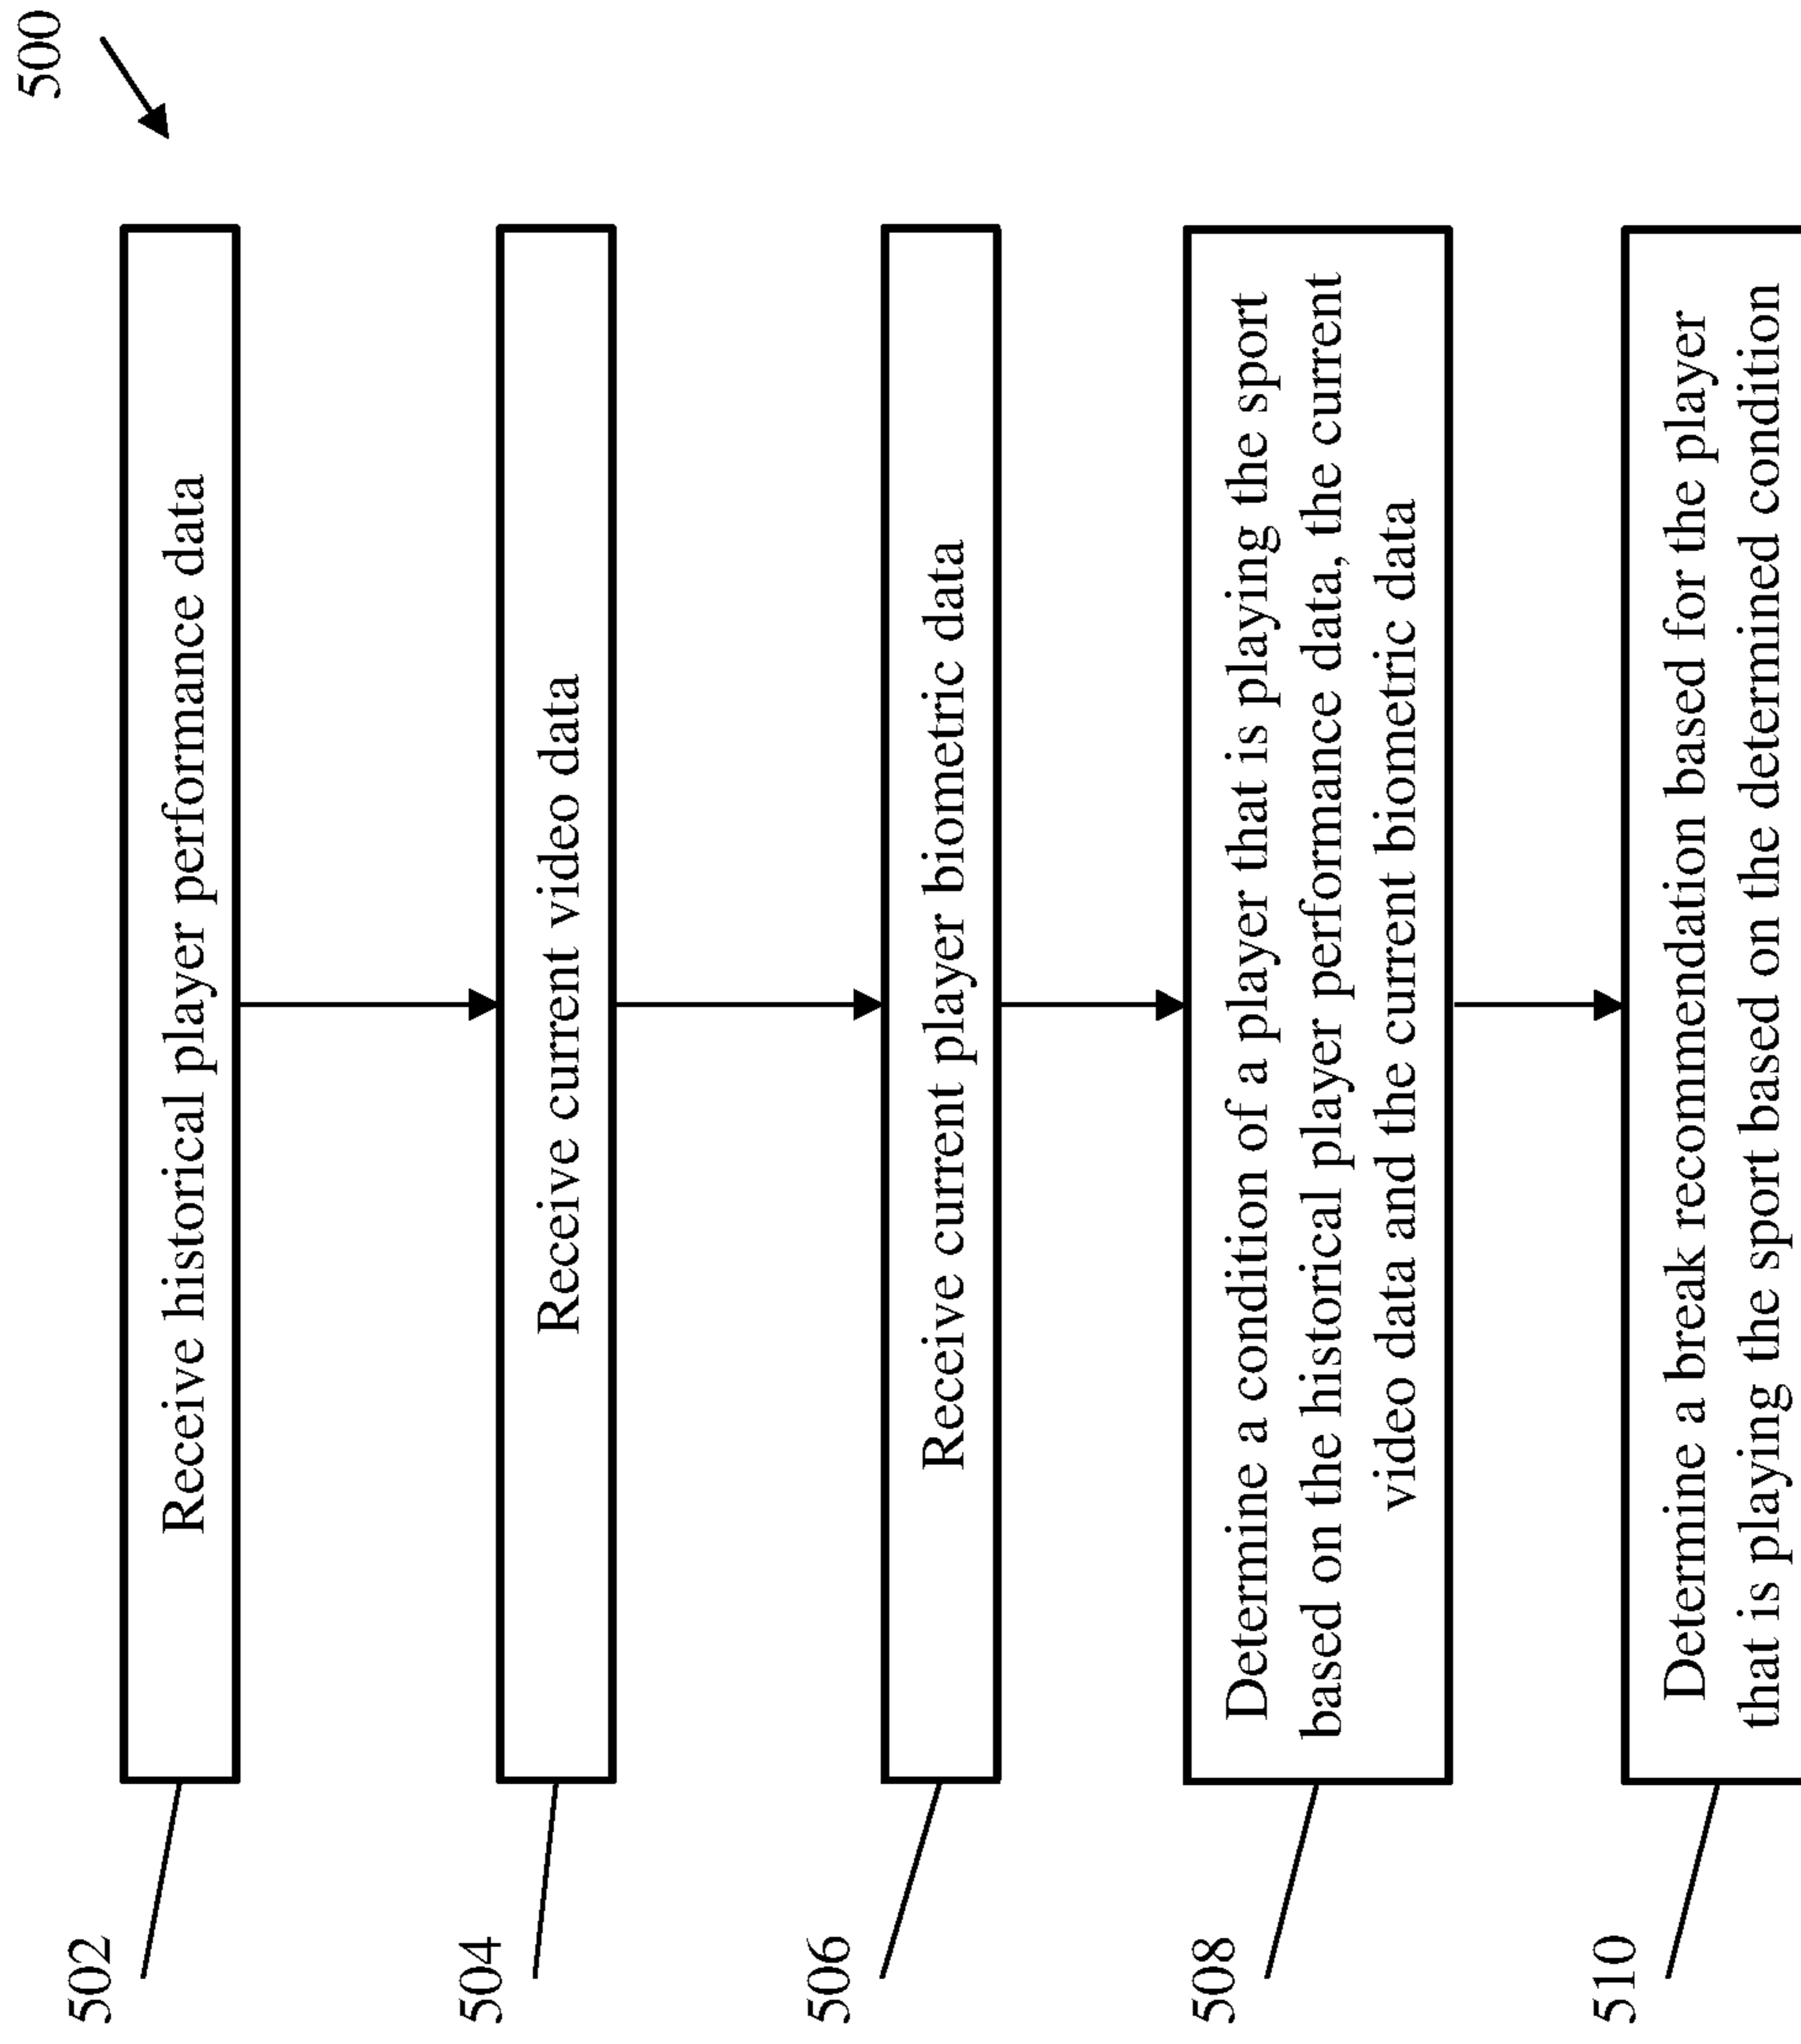 500
502
Receive historical player performance data
504
Receive current video data
506
Receive current player biometric data
508
Determine a condition of a player that is playing the sport
based on the historical player performance data, the current
video data and the current biometric data
510
Determine a break recommendation based for the player
that is playing the sport based on the determined condition